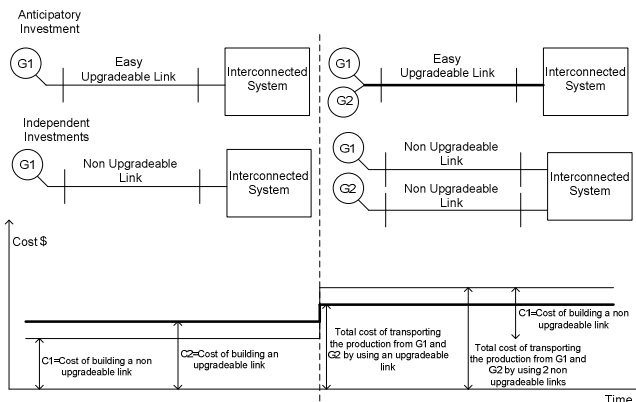 Anticipatory
Investment
G1
Easy
Upgradeable Link
Interconnected
System
G1
G2
Easy
Upgradeable Link
Interconnected
System
Independent
Investments
G1
Non Upgradeable
Link
Interconnected
System
G1
Non Upgradeable
Link
G2
Non Upgradeable
Link
Interconnected
System
Cost $
C1=Cost of building a non
upgradeable link
C2=Cost of building an
upgradeable link
Total cost of transporting
the production from G1 and
G2 by using an upgradeable
link
C1=Cost of building a non
upgradeable link
Total cost of transporting
the production from G1 and
G2 by using 2 non
upgradeable links
Time